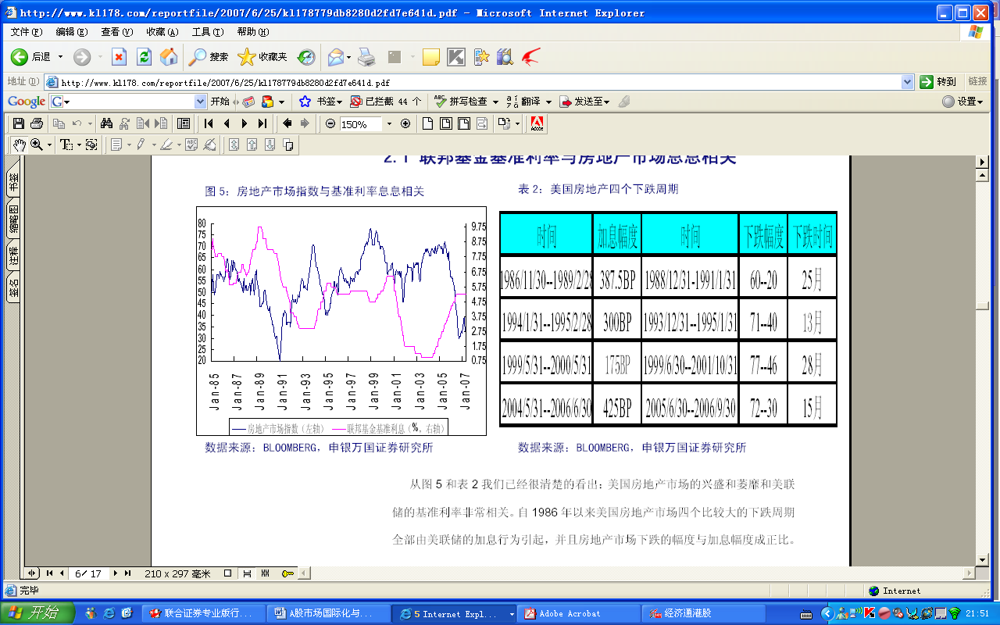 http://www.kl178.com/reportfile/2007/6/25/kl178779db8280d2fd7e641d.pdf - Microsoft Internet Explorer
文件(F) 编辑(E) 查看(V) 收藏(A) 工具(T) 帮助(H)
后退 搜索 收藏夹
地址(D) http://www.kl178.com/reportfile/2007/6/25/kl178779db8280d2fd7e641d.pdf 转到 链接
Google G 开始 书签 已拦截 44 个 拼写检查 翻译 发送至 设置
150% Adobe
书签
缩略图
注释
签名
2.1 联邦基金基准利率与房地产市场息息相关
图 5：房地产市场指数与基准利率息息相关
80 75 70 65 60 55 50 45 40 35 30 25 20
9.75 8.75 7.75 6.75 5.75 4.75 3.75 2.75 1.75 0.75
Jan-85 Jan-87 Jan-89 Jan-91 Jan-93 Jan-95 Jan-97 Jan-99 Jan-01 Jan-03 Jan-05 Jan-07
房地产市场指数（左轴） 联邦基金基准利息（%，右轴）
数据来源：BLOOMBERG，申银万国证券研究所
表 2：美国房地产四个下跌周期
时间 加息幅度 时间 下跌幅度 下跌时间
1986/11/30--1989/2/28 387.5BP 1988/12/31-1991/1/31 60--20 25月
1994/1/31--1995/2/28 300BP 1993/12/31--1995/1/31 71--40 13月
1999/5/31--2000/5/31 175BP 1999/6/30--2001/10/31 77--46 28月
2004/5/31--2006/6/30 425BP 2005/6/30--2006/9/30 72--30 15月
数据来源：BLOOMBERG，申银万国证券研究所
从图 5 和表 2 我们已经很清楚的看出：美国房地产市场的兴盛和萎靡和美联
储的基准利率非常相关。自 1986 年以来美国房地产市场四个比较大的下跌周期
全部由美联储的加息行为引起，并且房地产市场下跌的幅度与加息幅度成正比。
6/ 17 210 x 297 毫米
完毕 Internet
开始 联合证券专业版行... A股市场国际化与... 5 Internet Expl... Adobe Acrobat 经济通港股 21:51